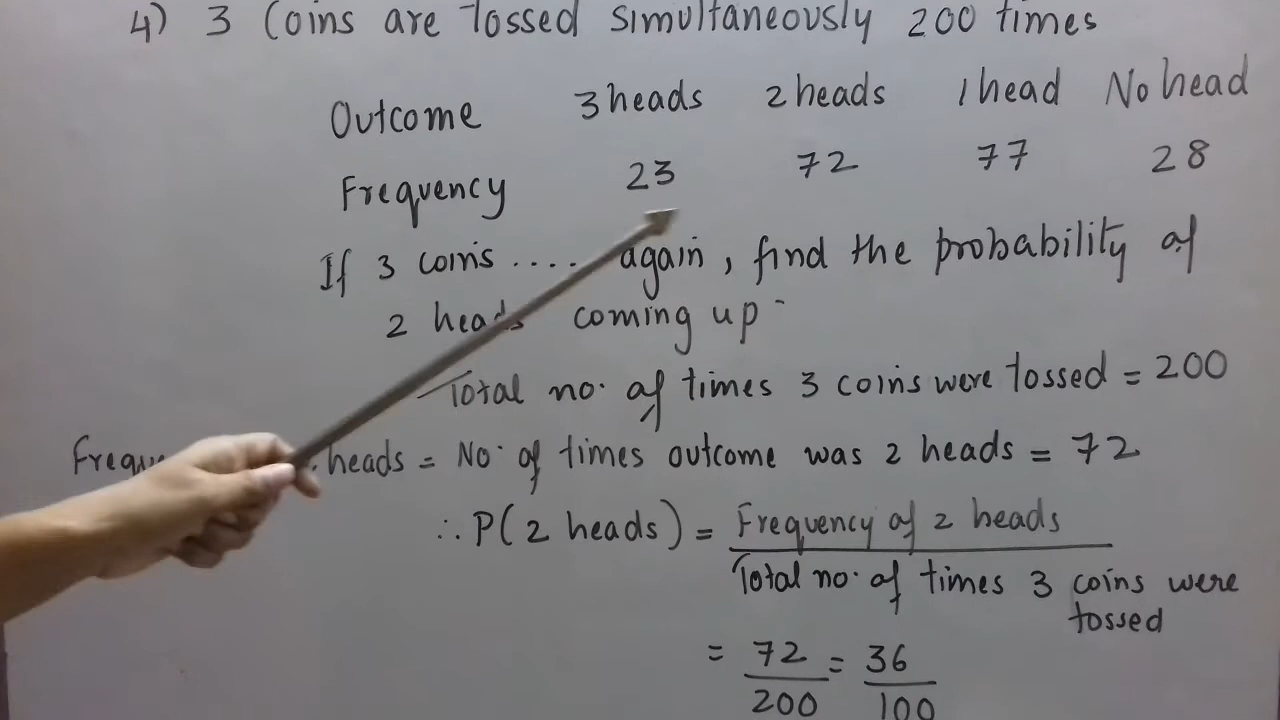 4) 3 Coins are tossed simultaneously 200 times
Outcome 3 heads 2 heads 1 head No head
Frequency 23 72 77 28
If 3 coins .... again, find the probability of
2 heads coming up
Total no. of times 3 coins were tossed = 200
heads = No. of times outcome was 2 heads = 72
∴ P(2 heads) = Frequency of 2 heads
Total no. of times 3 coins were
tossed
= 72/200 = 36/100